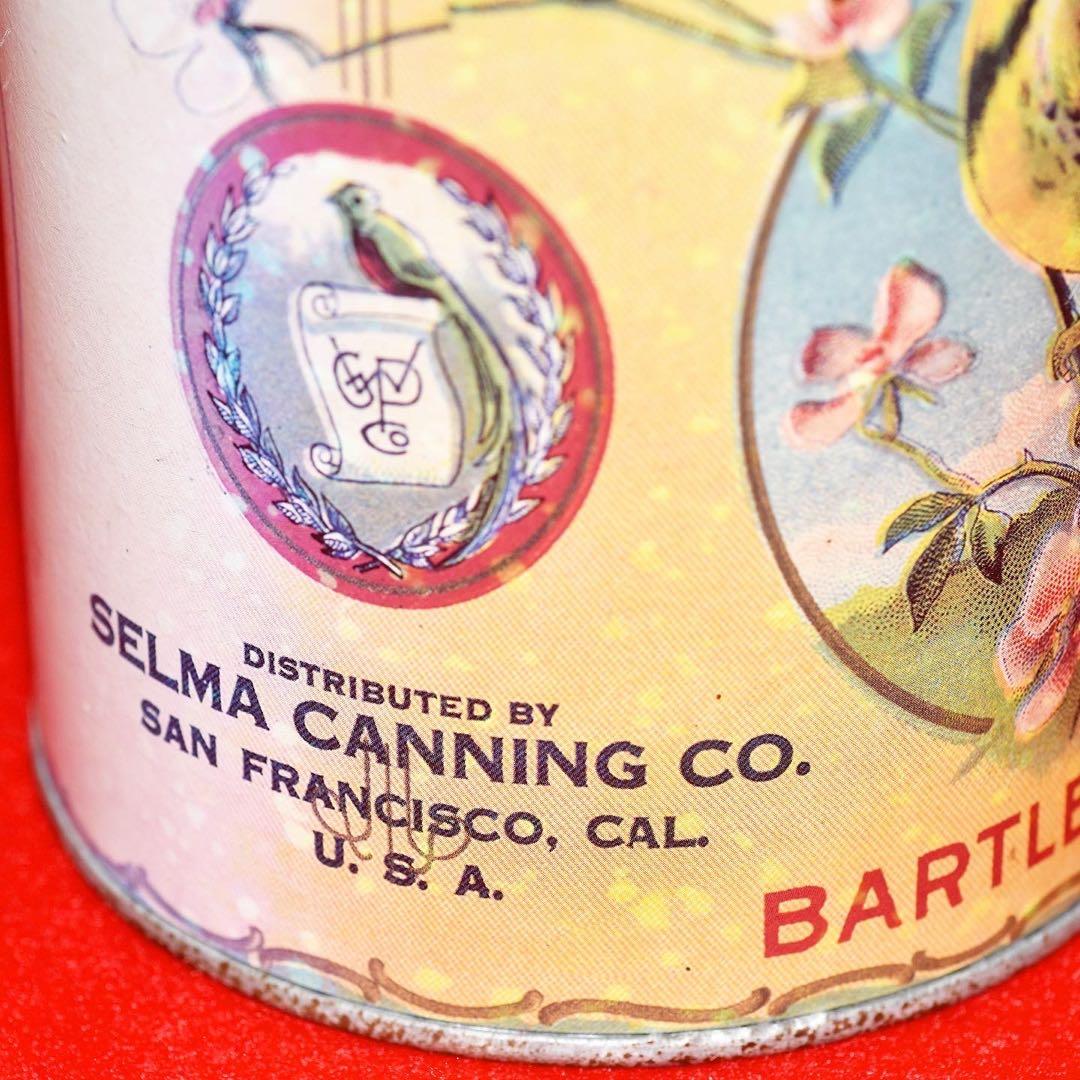 DISTRIBUTED BY
SELMA CANNING CO.
SAN FRANCISCO, CAL.
U. S. A.
BARTLE